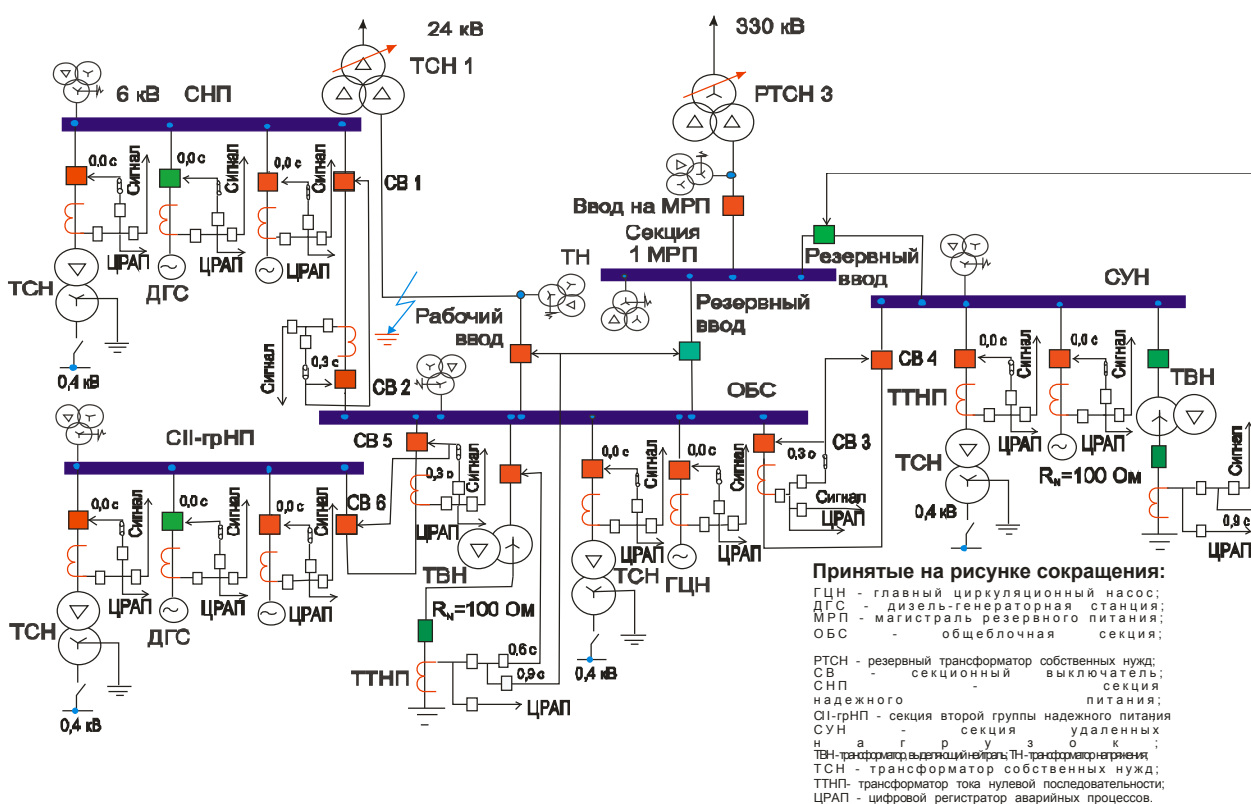 24 кВ
330 кВ
ТСН 1
РТСН 3
6 кВ СНП
0,0 с
Сигнал
0,0 с
Сигнал
0,0 с
Сигнал
СВ 1
ЦРАП
ЦРАП
ЦРАП
ТСН
ДГС
0,4 кВ
Ввод на МРП
Секция
1 МРП
ТН
Резервный
ввод
Резервный
ввод
СУН
Рабочий
ввод
Сигнал
0,3 с
СВ 2
ОБС
СВ 4
0,0 с
Сигнал
0,0 с
Сигнал
ТВН
ТТНП
ЦРАП
ЦРАП
ТСН
R_N=100 Ом
Сигнал
0,4 кВ
0,9 с
ЦРАП
СII-грНП
СВ 5
0,3 с
Сигнал
0,0 с
Сигнал
0,0 с
Сигнал
СВ 3
0,3 с
Сигнал
ЦРАП
0,0 с
Сигнал
0,0 с
Сигнал
0,0 с
Сигнал
СВ 6
ЦРАП
ЦРАП
ЦРАП
ЦРАП
ТВН
ЦРАП
ЦРАП
ТСН
ГЦН
ТСН
ДГС
R_N=100 Ом
0,6 с
0,9 с
ТТНП
ЦРАП
0,4 кВ
0,4 кВ
Принятые на рисунке сокращения:
ГЦН - главный циркуляционный насос;
ДГС - дизель-генераторная станция;
МРП - магистраль резервного питания;
ОБС - общеблочная секция;
РТСН - резервный трансформатор собственных нужд;
СВ - секционный выключатель;
СНП - секция
надежного питания;
СII-грНП - секция второй группы надежного питания
СУН - секция удаленных
нагрузок;
ТВН-трансформатор, выделяющий нейтраль; ТН-трансформатор напряжения;
ТСН - трансформатор собственных нужд;
ТТНП- трансформатор тока нулевой последовательности;
ЦРАП - цифровой регистратор аварийных процессов.